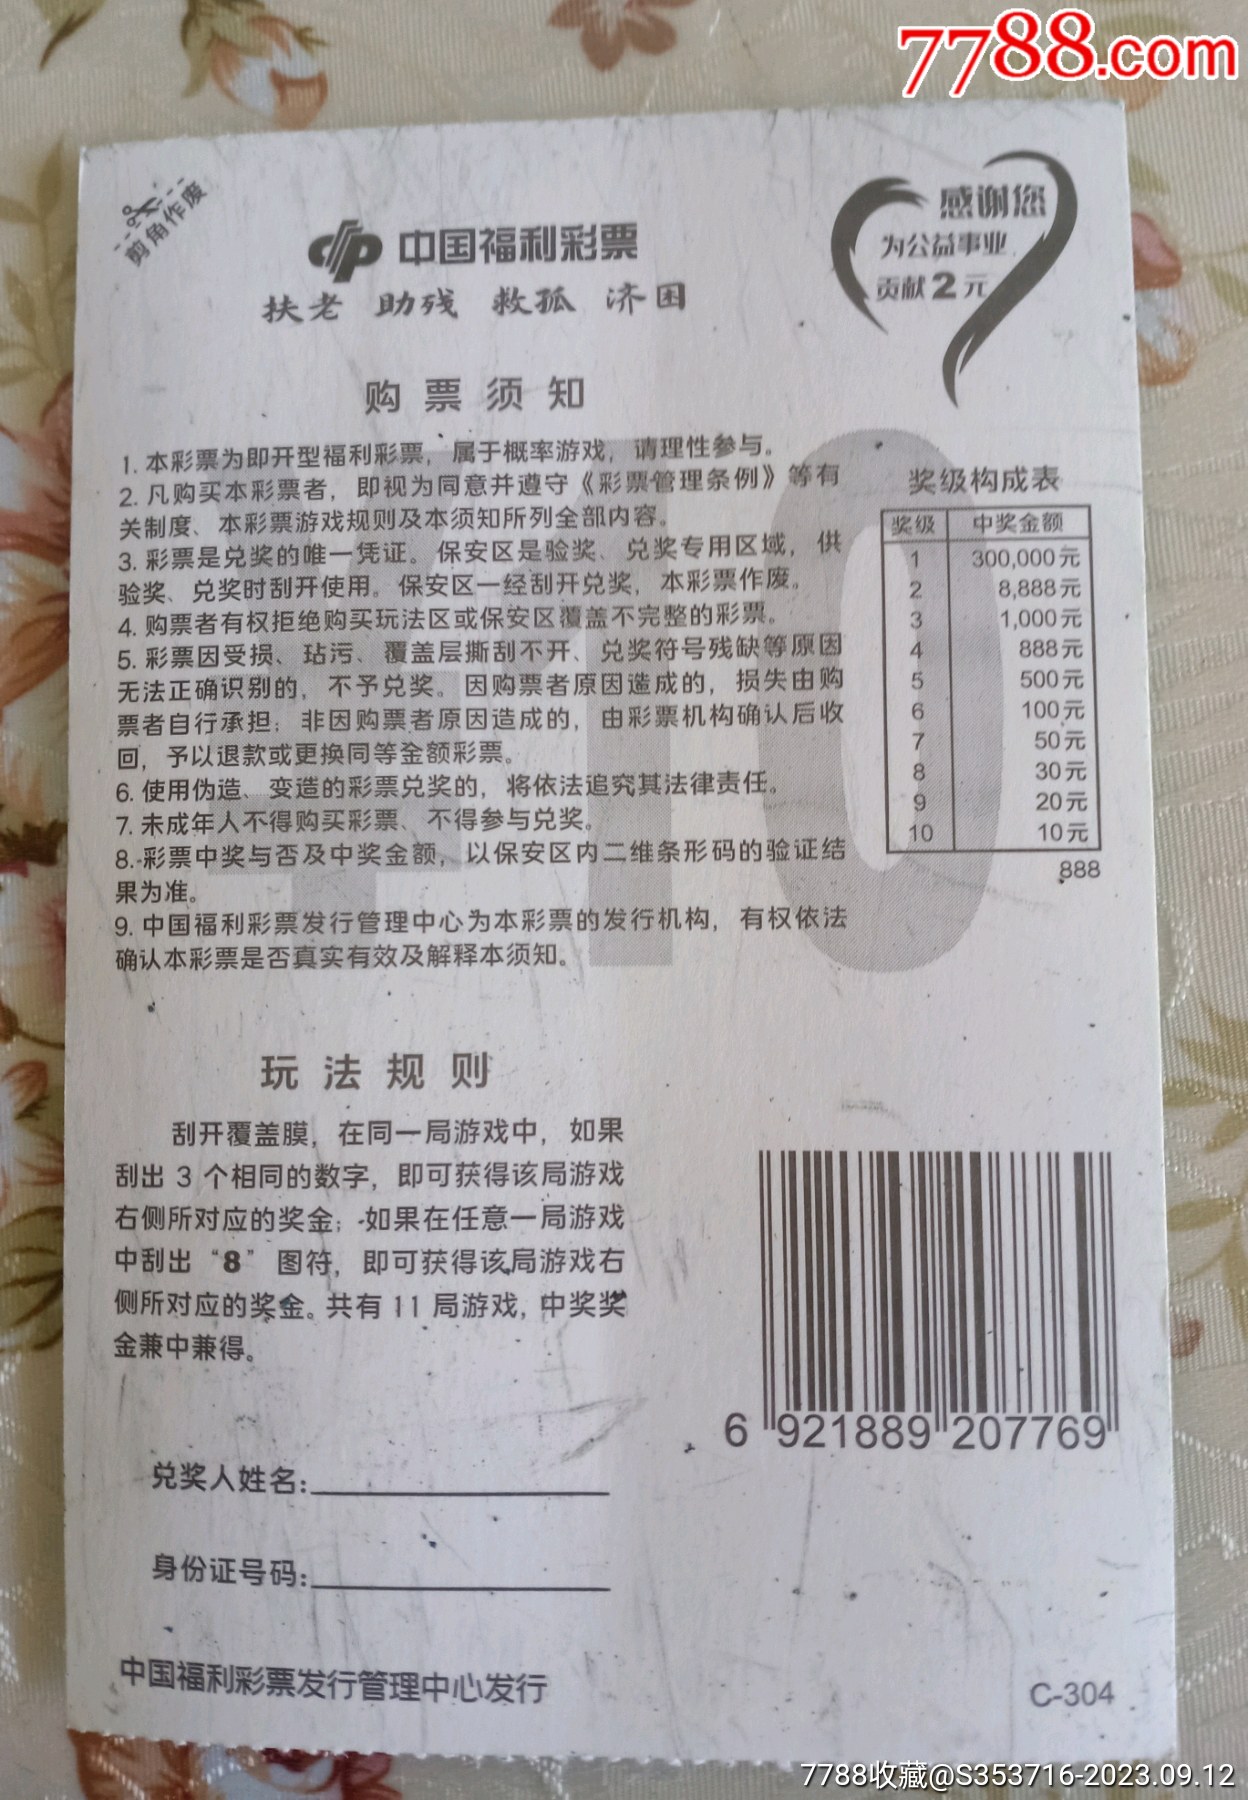 7788.com
剪角作废
中国福利彩票
扶老 助残 救孤 济困
感谢您
为公益事业
贡献2元
购票须知
1. 本彩票为即开型福利彩票，属于概率游戏，请理性参与。
2. 凡购买本彩票者，即视为同意并遵守《彩票管理条例》等有
关制度、本彩票游戏规则及本须知所列全部内容。
3. 彩票是兑奖的唯一凭证。保安区是验奖、兑奖专用区域，供
验奖、兑奖时刮开使用。保安区一经刮开兑奖，本彩票作废。
4. 购票者有权拒绝购买玩法区或保安区覆盖不完整的彩票。
5. 彩票因受损、玷污、覆盖层撕刮不开、兑奖符号残缺等原因
无法正确识别的，不予兑奖。因购票者原因造成的，损失由购
票者自行承担；非因购票者原因造成的，由彩票机构确认后收
回，予以退款或更换同等金额彩票。
6. 使用伪造、变造的彩票兑奖的，将依法追究其法律责任。
7. 未成年人不得购买彩票、不得参与兑奖。
8. 彩票中奖与否及中奖金额，以保安区内二维条形码的验证结
果为准。
9. 中国福利彩票发行管理中心为本彩票的发行机构，有权依法
确认本彩票是否真实有效及解释本须知。
¥10
奖级构成表
奖级 中奖金额
1 300,000元
2 8,888元
3 1,000元
4 888元
5 500元
6 100元
7 50元
8 30元
9 20元
10 10元
888
玩法规则
刮开覆盖膜，在同一局游戏中，如果
刮出 3 个相同的数字，即可获得该局游戏
右侧所对应的奖金；如果在任意一局游戏
中刮出“8”图符，即可获得该局游戏右
侧所对应的奖金。共有 11 局游戏，中奖奖
金兼中兼得。
6 921889 207769
兑奖人姓名:
身份证号码:
中国福利彩票发行管理中心发行
C-304
7788收藏@S353716-2023.09.12